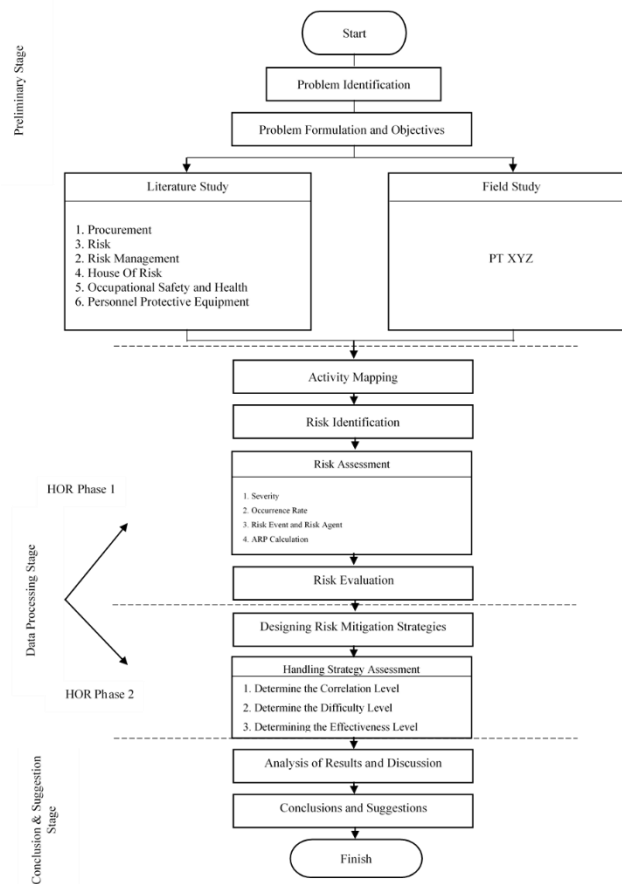 Preliminary Stage
Start
Problem Identification
Problem Formulation and Objectives
Literature Study
1. Procurement
3. Risk
2. Risk Management
4. House Of Risk
5. Occupational Safety and Health
6. Personnel Protective Equipment
Field Study
PT XYZ
Activity Mapping
Risk Identification
Risk Assessment
1. Severity
2. Occurrence Rate
3. Risk Event and Risk Agent
4. ARP Calculation
Risk Evaluation
Data Processing Stage
HOR Phase 1
HOR Phase 2
Designing Risk Mitigation Strategies
Handling Strategy Assessment
1. Determine the Correlation Level
2. Determine the Difficulty Level
3. Determining the Effectiveness Level
Conclusion & Suggestion
Stage
Analysis of Results and Discussion
Conclusions and Suggestions
Finish